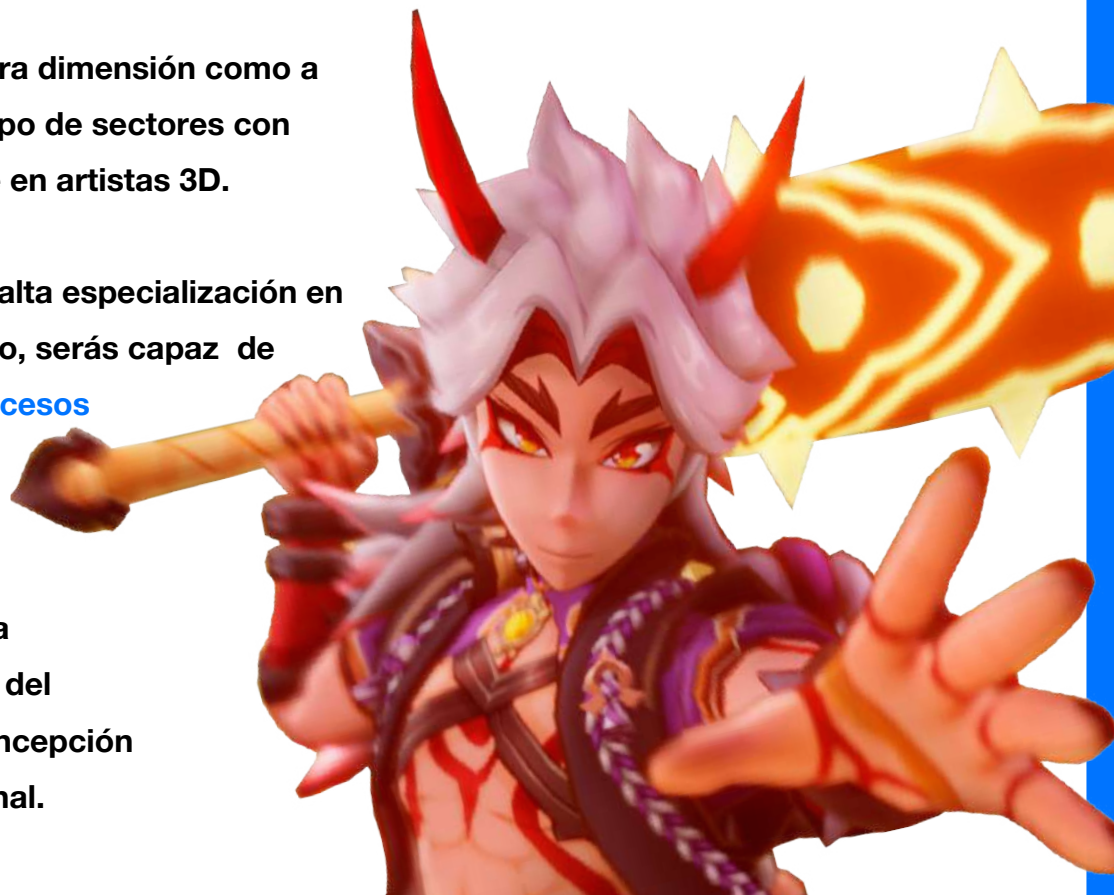 ra dimensión como a
po de sectores con
en artistas 3D.
alta especialización en
o, serás capaz de
cesos
a
del
ncepción
nal.